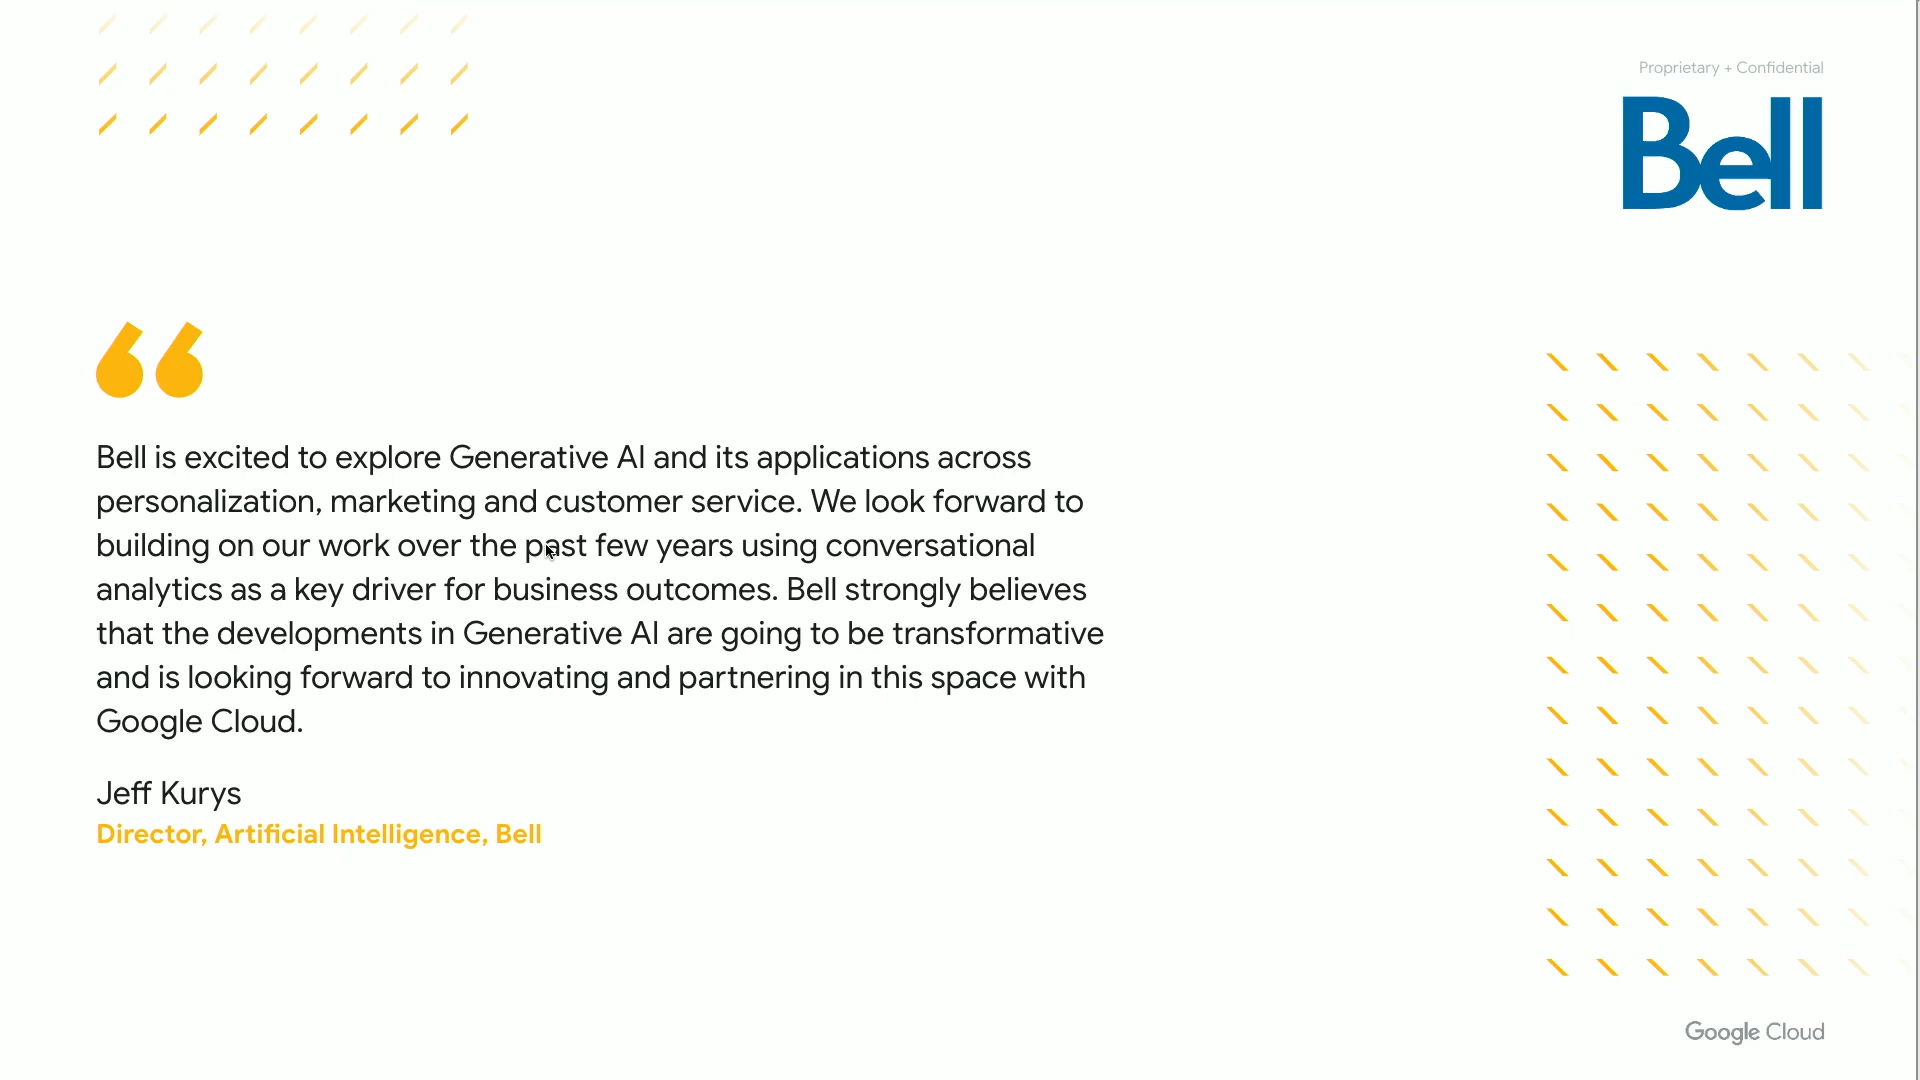 Proprietary + Confidential
Bell
Bell is excited to explore Generative AI and its applications across
personalization, marketing and customer service. We look forward to
building on our work over the past few years using conversational
analytics as a key driver for business outcomes. Bell strongly believes
that the developments in Generative AI are going to be transformative
and is looking forward to innovating and partnering in this space with
Google Cloud.
Jeff Kurys
Director, Artificial Intelligence, Bell
Google Cloud